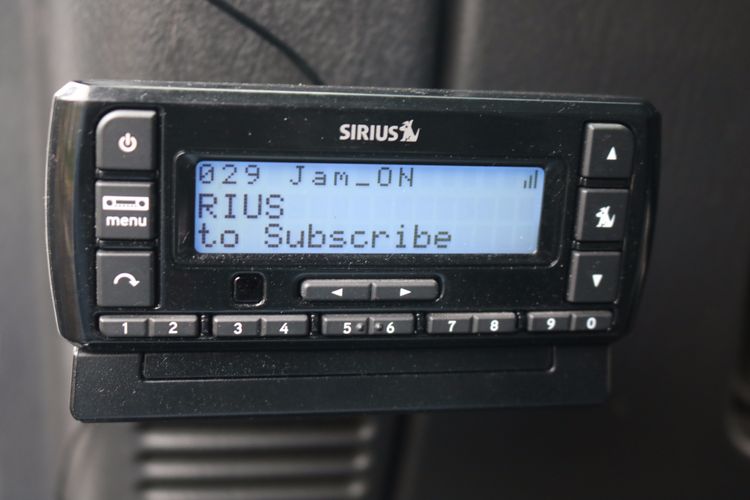 SIRIUS
029 Jam_ON
RIUS
to Subscribe
menu
1 2 3 4 5 6 7 8 9 0